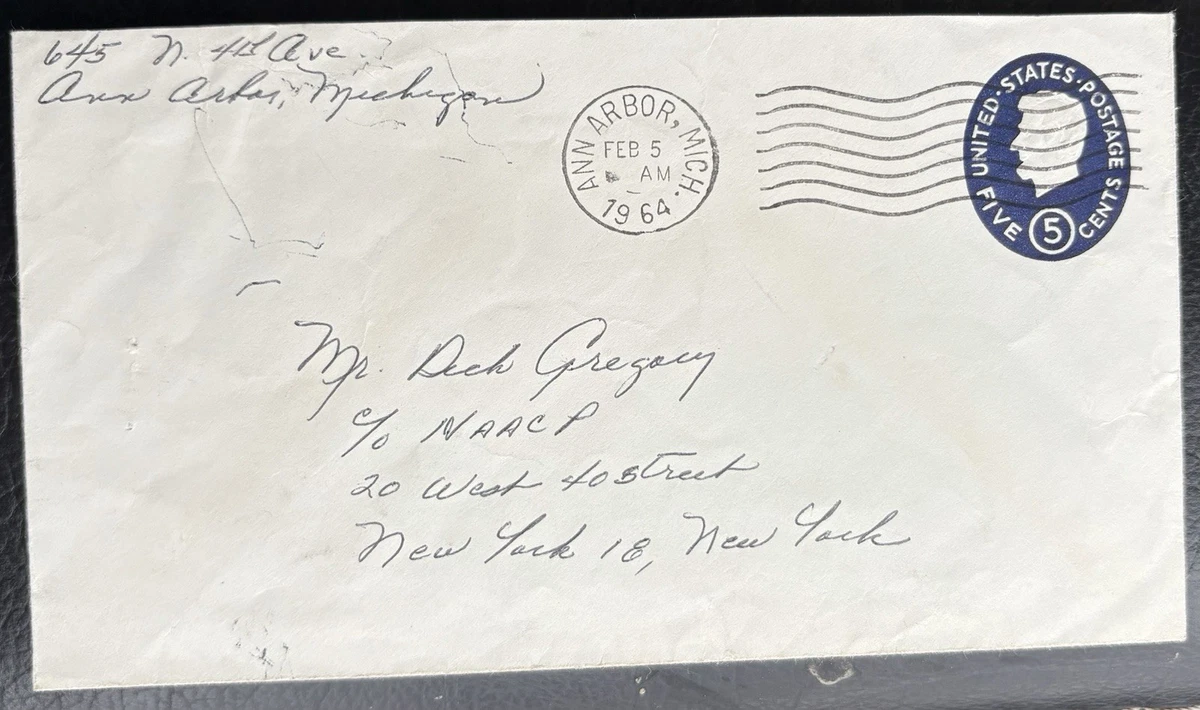 645 N. 4th Ave
Ann Arbor, Michigan
ANN ARBOR, MICH.
FEB 5
AM
1964
UNITED·STATES·POSTAGE
FIVE 5 CENTS
Mr. Dick Gregory
c/o NAACP
20 West 40 Street
New York 18, New York